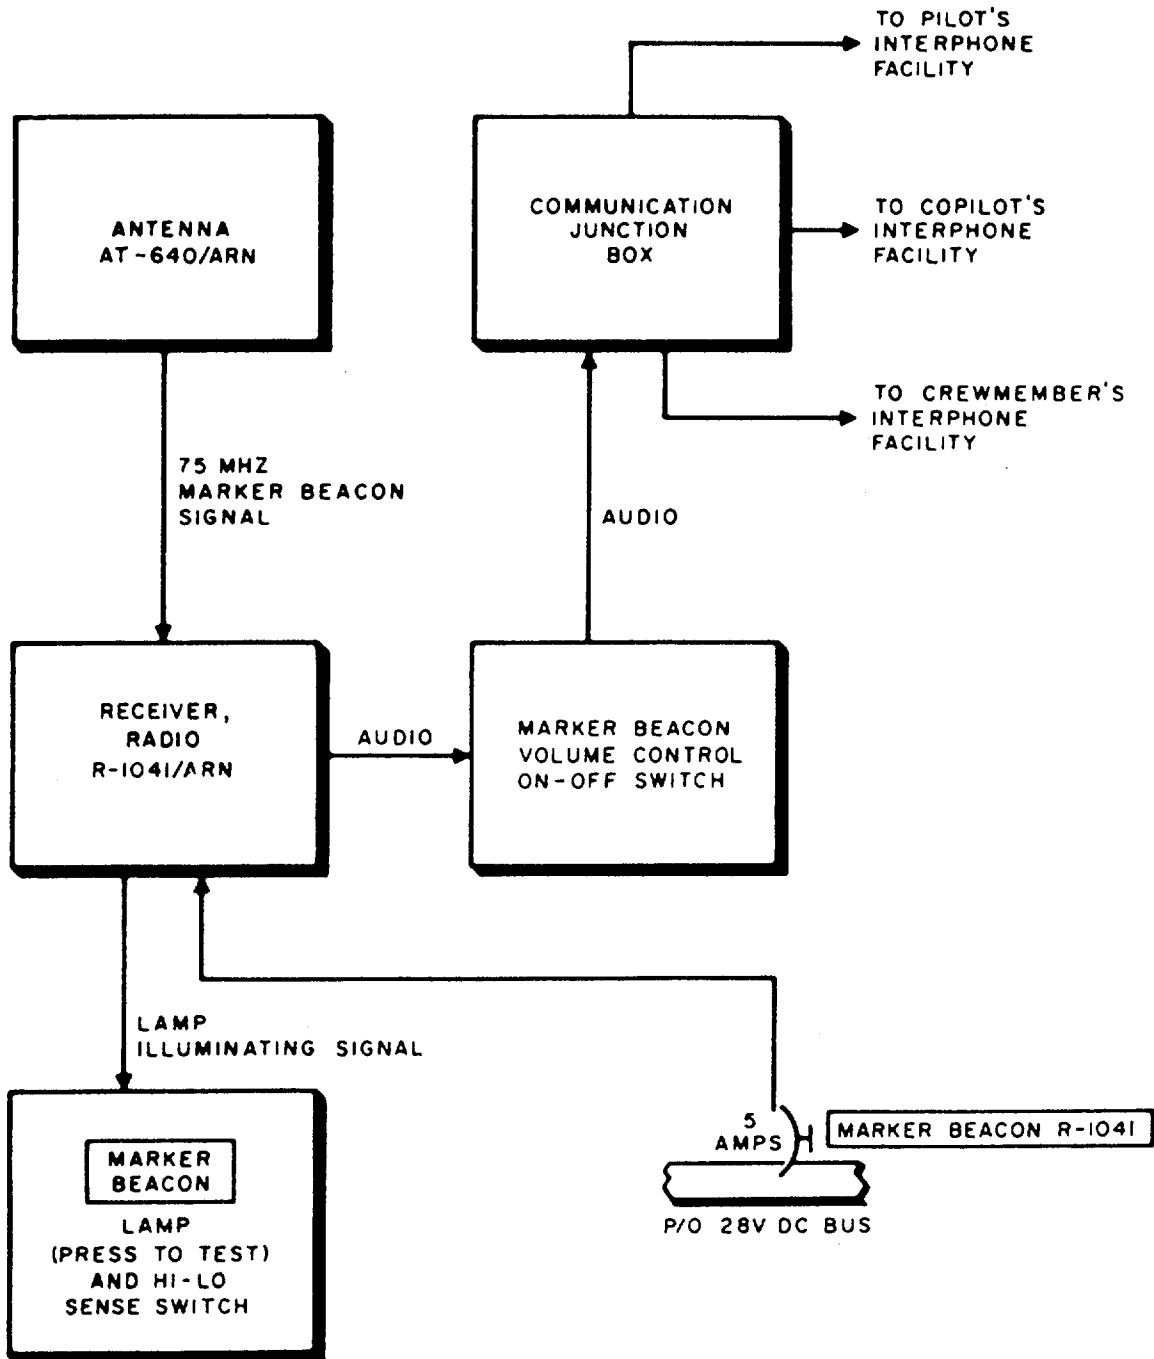 TO PILOT'S
INTERPHONE
FACILITY
ANTENNA
AT-640/ARN
COMMUNICATION
JUNCTION
BOX
TO COPILOT'S
INTERPHONE
FACILITY
TO CREWMEMBER'S
INTERPHONE
FACILITY
75 MHZ
MARKER BEACON
SIGNAL
AUDIO
RECEIVER,
RADIO
R-1041/ARN
AUDIO
MARKER BEACON
VOLUME CONTROL
ON-OFF SWITCH
LAMP
ILLUMINATING SIGNAL
MARKER
BEACON
LAMP
(PRESS TO TEST)
AND HI-LO
SENSE SWITCH
5
AMPS
MARKER BEACON R-1041
P/O 28V DC BUS